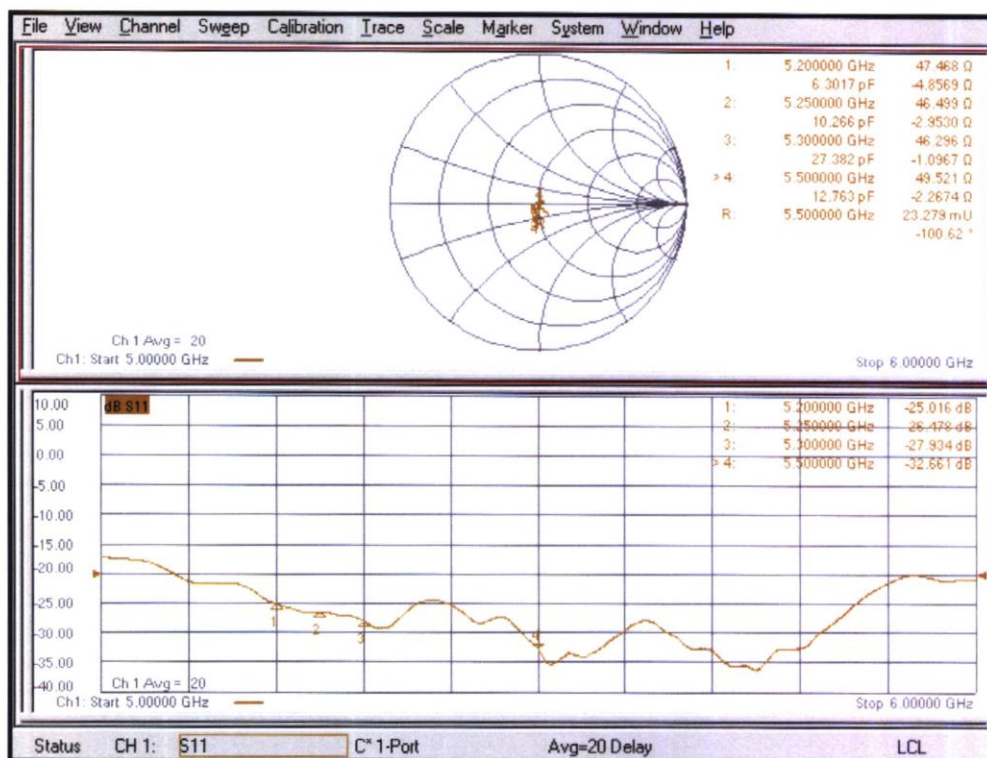 File View Channel Sweep Calibration Trace Scale Marker System Window Help
1: 5.200000 GHz 47.468 Ω
6.3017 pF -4.8569 Ω
2: 5.250000 GHz 46.499 Ω
10.266 pF -2.9530 Ω
3: 5.300000 GHz 46.296 Ω
27.382 pF -1.0967 Ω
> 4: 5.500000 GHz 49.521 Ω
12.763 pF -2.2674 Ω
R: 5.500000 GHz 23.279 mU
-100.62 °
Ch 1 Avg = 20
Ch1: Start 5.00000 GHz
Stop 6.00000 GHz
10.00
dB S11
5.00
0.00
-5.00
-10.00
-15.00
-20.00
-25.00
-30.00
-35.00
-40.00
1: 5.200000 GHz -25.016 dB
2: 5.250000 GHz -26.478 dB
3: 5.300000 GHz -27.934 dB
> 4: 5.500000 GHz -32.661 dB
1
2
3
4
Ch 1 Avg = 20
Ch1: Start 5.00000 GHz
Stop 6.00000 GHz
Status CH 1: S11 C* 1-Port Avg=20 Delay LCL